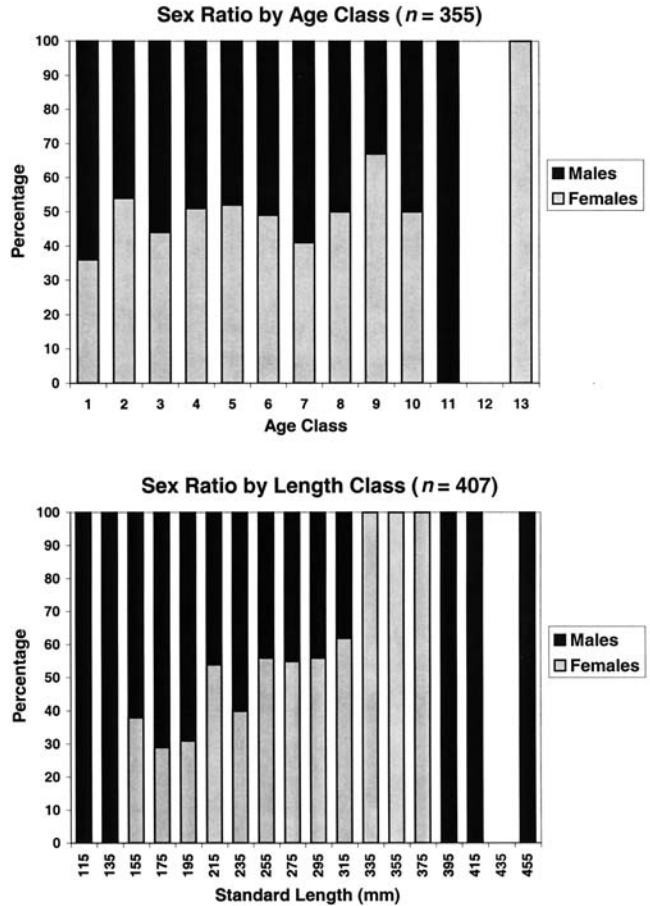 Sex Ratio by Age Class (n = 355)
100
90
80
70
60
50
40
30
20
10
0
Percentage
1 2 3 4 5 6 7 8 9 10 11 12 13
Age Class
Males
Females
Sex Ratio by Length Class (n = 407)
100
90
80
70
60
50
40
30
20
10
0
Percentage
115 135 155 175 195 215 235 255 275 295 315 335 355 375 395 415 435 455
Standard Length (mm)
Males
Females